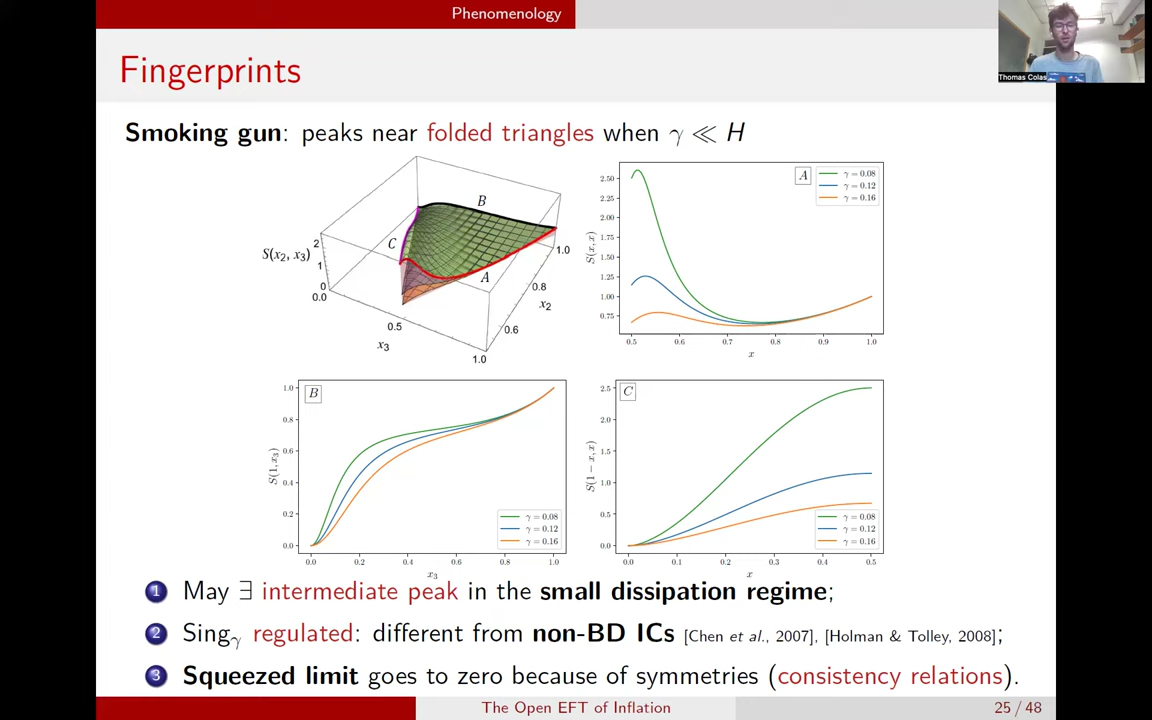 Phenomenology
Thomas Colas
Fingerprints
Smoking gun: peaks near folded triangles when γ ≪ H
S(x₂, x₃)
2
1
0
0.0
0.5
1.0
x₃
0.6
0.8
1.0
x₂
A
B
C
A
γ = 0.08
γ = 0.12
γ = 0.16
S(x, x)
2.50
2.25
2.00
1.75
1.50
1.25
1.00
0.75
0.5 0.6 0.7 0.8 0.9 1.0
x
B
S(1, x₃)
1.0
0.8
0.6
0.4
0.2
0.0
γ = 0.08
γ = 0.12
γ = 0.16
0.0 0.2 0.4 0.6 0.8 1.0
x₃
C
S(1 − x, x)
2.5
2.0
1.5
1.0
0.5
0.0
γ = 0.08
γ = 0.12
γ = 0.16
0.0 0.1 0.2 0.3 0.4 0.5
x
1 May ∃ intermediate peak in the small dissipation regime;
2 Singγ regulated: different from non-BD ICs [Chen et al., 2007], [Holman & Tolley, 2008];
3 Squeezed limit goes to zero because of symmetries (consistency relations).
The Open EFT of Inflation
25 / 48